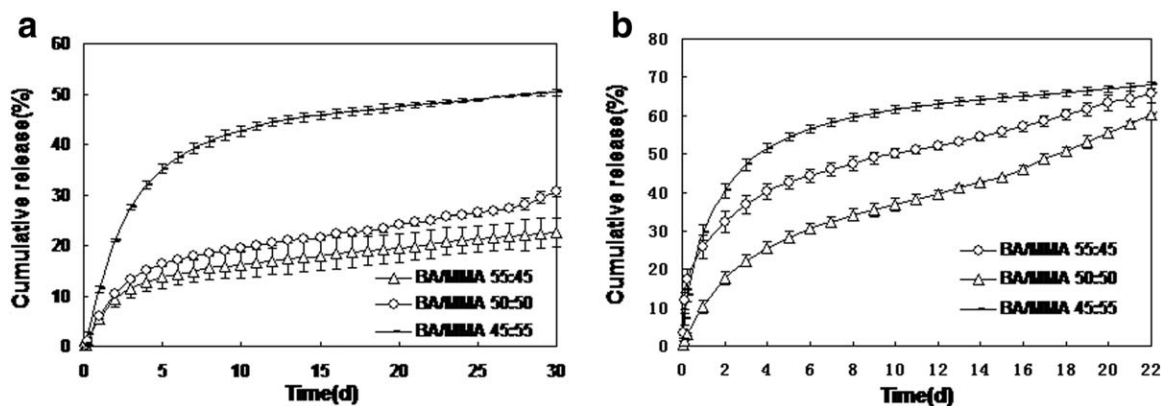 a
60
50
40
30
20
10
0
Cumulative release(%)
0 5 10 15 20 25 30
Time(d)
BA/MMA 55:45
BA/MMA 50:50
BA/MMA 45:55
b
80
70
60
50
40
30
20
10
0
Cumulative release(%)
0 2 4 6 8 10 12 14 16 18 20 22
Time(d)
BA/MMA 55:45
BA/MMA 50:50
BA/MMA 45:55